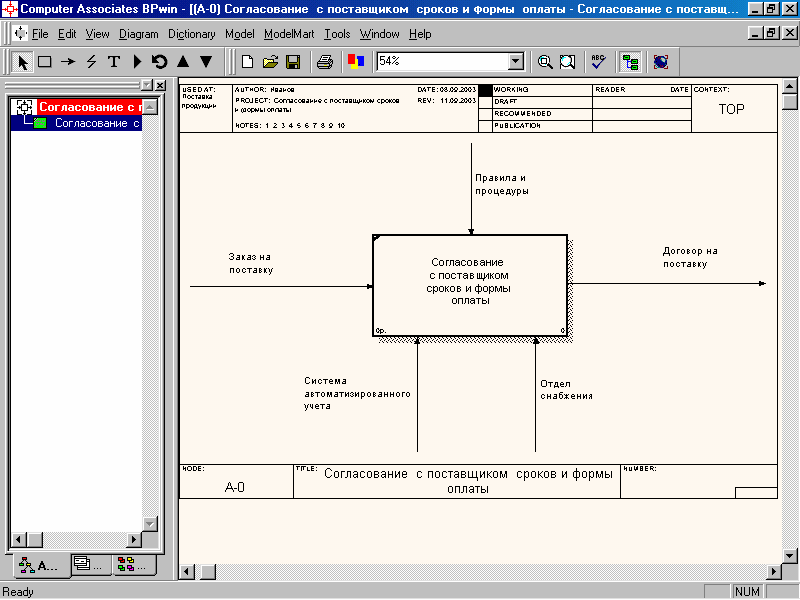 Computer Associates BPwin - [(A-0) Согласование с поставщиком сроков и формы оплаты - Согласование с поставщ...
File Edit View Diagram Dictionary Model ModelMart Tools Window Help
54%
Согласование с п
Согласование с
USED AT:
Поставка
продукции
AUTHOR: Иванов
DATE: 08.09.2003
PROJECT: Согласование с поставщиком сроков
и формы оплаты
REV: 11.09.2003
NOTES: 1 2 3 4 5 6 7 8 9 10
WORKING
DRAFT
RECOMMENDED
PUBLICATION
READER
DATE
CONTEXT:
TOP
Правила и
процедуры
Заказ на
поставку
Согласование
с поставщиком
сроков и формы
оплаты
0р.
0
Договор на
поставку
Система
автоматизированного
учета
Отдел
снабжения
NODE:
A-0
TITLE:
Согласование с поставщиком сроков и формы
оплаты
NUMBER:
A...
...
...
Ready
NUM